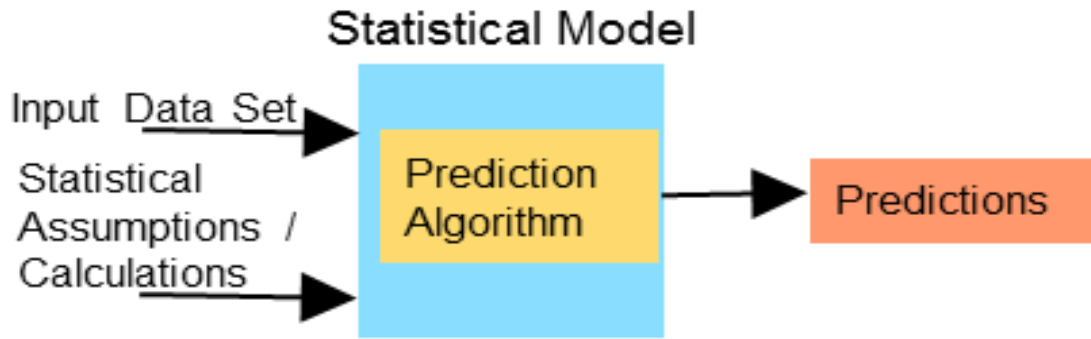 Statistical Model
Input Data Set
Statistical
Assumptions /
Calculations
Prediction
Algorithm
Predictions